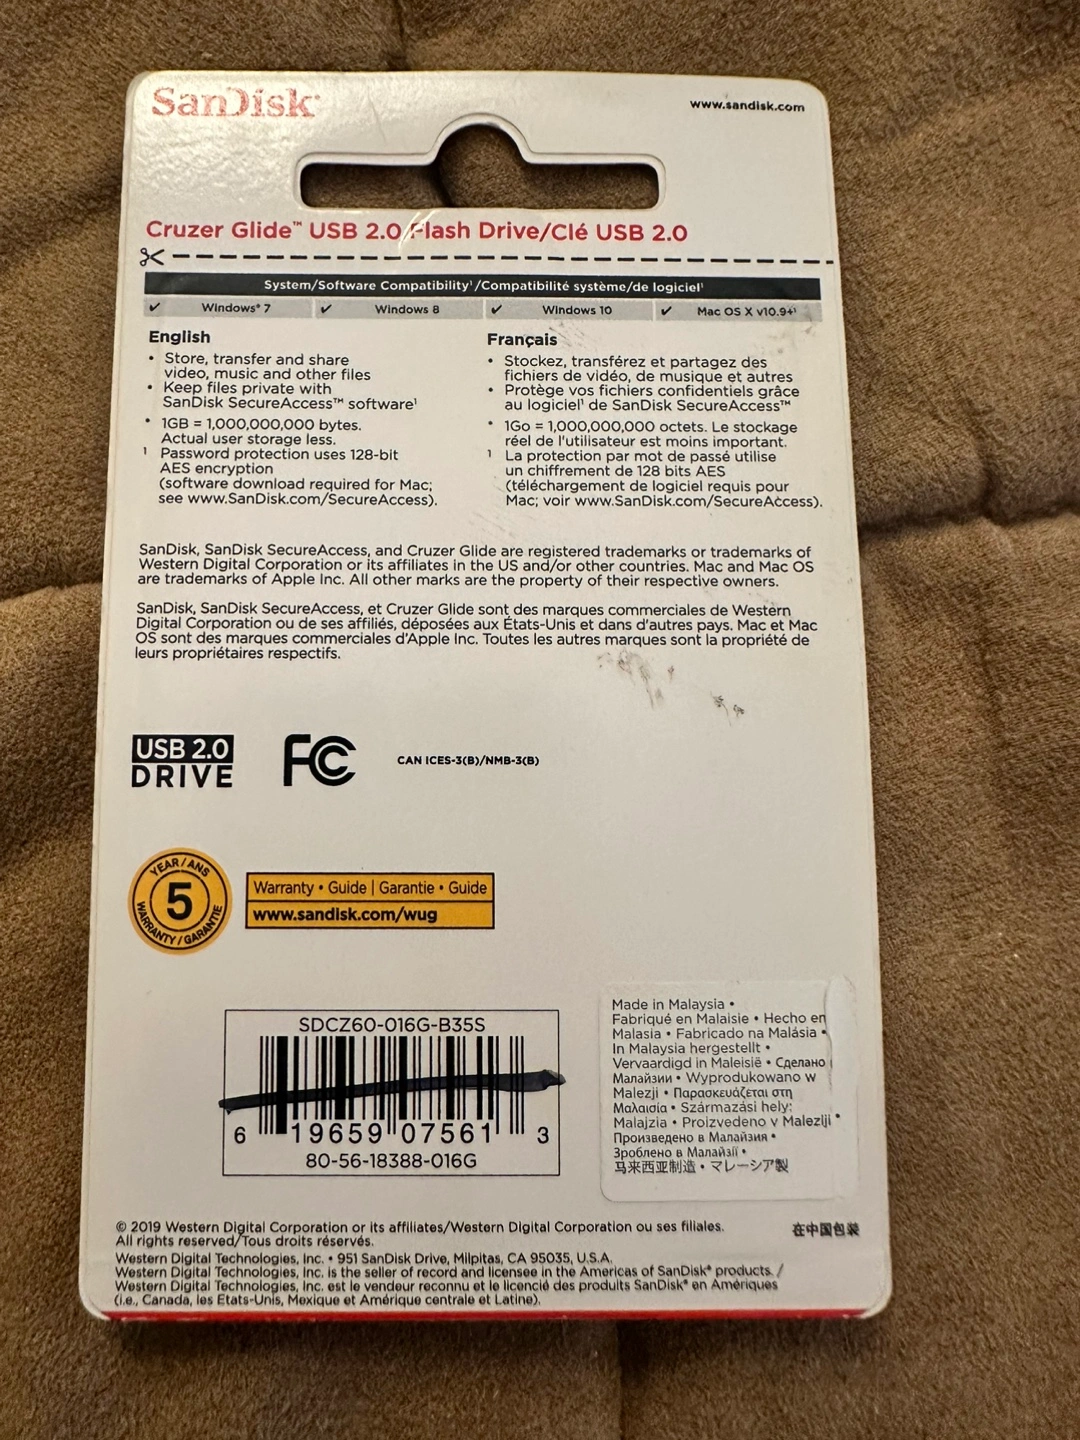 SanDisk®
www.sandisk.com
Cruzer Glide™ USB 2.0 Flash Drive/Clé USB 2.0
System/Software Compatibility¹/Compatibilité système/de logiciel¹
✓ Windows® 7 ✓ Windows 8 ✓ Windows 10 ✓ Mac OS X v10.9+¹
English
• Store, transfer and share
video, music and other files
• Keep files private with
SanDisk SecureAccess™ software¹
* 1GB = 1,000,000,000 bytes.
Actual user storage less.
¹ Password protection uses 128-bit
AES encryption
(software download required for Mac;
see www.SanDisk.com/SecureAccess).
Français
• Stockez, transférez et partagez des
fichiers de vidéo, de musique et autres
• Protège vos fichiers confidentiels grâce
au logiciel¹ de SanDisk SecureAccess™
* 1Go = 1,000,000,000 octets. Le stockage
réel de l'utilisateur est moins important.
¹ La protection par mot de passé utilise
un chiffrement de 128 bits AES
(téléchargement de logiciel requis pour
Mac; voir www.SanDisk.com/SecureAccess).
SanDisk, SanDisk SecureAccess, and Cruzer Glide are registered trademarks or trademarks of
Western Digital Corporation or its affiliates in the US and/or other countries. Mac and Mac OS
are trademarks of Apple Inc. All other marks are the property of their respective owners.
SanDisk, SanDisk SecureAccess, et Cruzer Glide sont des marques commerciales de Western
Digital Corporation ou de ses affiliés, déposées aux États-Unis et dans d'autres pays. Mac et Mac
OS sont des marques commerciales d'Apple Inc. Toutes les autres marques sont la propriété de
leurs propriétaires respectifs.
USB 2.0
DRIVE
FC
CAN ICES-3(B)/NMB-3(B)
YEAR/ANS
5
WARRANTY/GARANTIE
Warranty • Guide | Garantie • Guide
www.sandisk.com/wug
SDCZ60-016G-B35S
6 19659 07561 3
80-56-18388-016G
Made in Malaysia •
Fabriqué en Malaisie • Hecho en
Malasia • Fabricado na Malásia •
In Malaysia hergestellt •
Vervaardigd in Maleisië • Сделано
Малайзии • Wyprodukowano w
Malezji • Παρασκευάζεται στη
Μαλαισία • Származási hely:
Malajzia • Proizvedeno v Maleziji •
Произведено в Малайзия •
Зроблено в Малайзії •
马来西亚制造 • マレーシア製
© 2019 Western Digital Corporation or its affiliates/Western Digital Corporation ou ses filiales.
All rights reserved/Tous droits réservés.
在中国包装
Western Digital Technologies, Inc. • 951 SanDisk Drive, Milpitas, CA 95035, U.S.A.
Western Digital Technologies, Inc. is the seller of record and licensee in the Americas of SanDisk® products. /
Western Digital Technologies, Inc. est le vendeur reconnu et le licencié des produits SanDisk® en Amériques
(i.e., Canada, les États-Unis, Mexique et Amérique centrale et Latine).